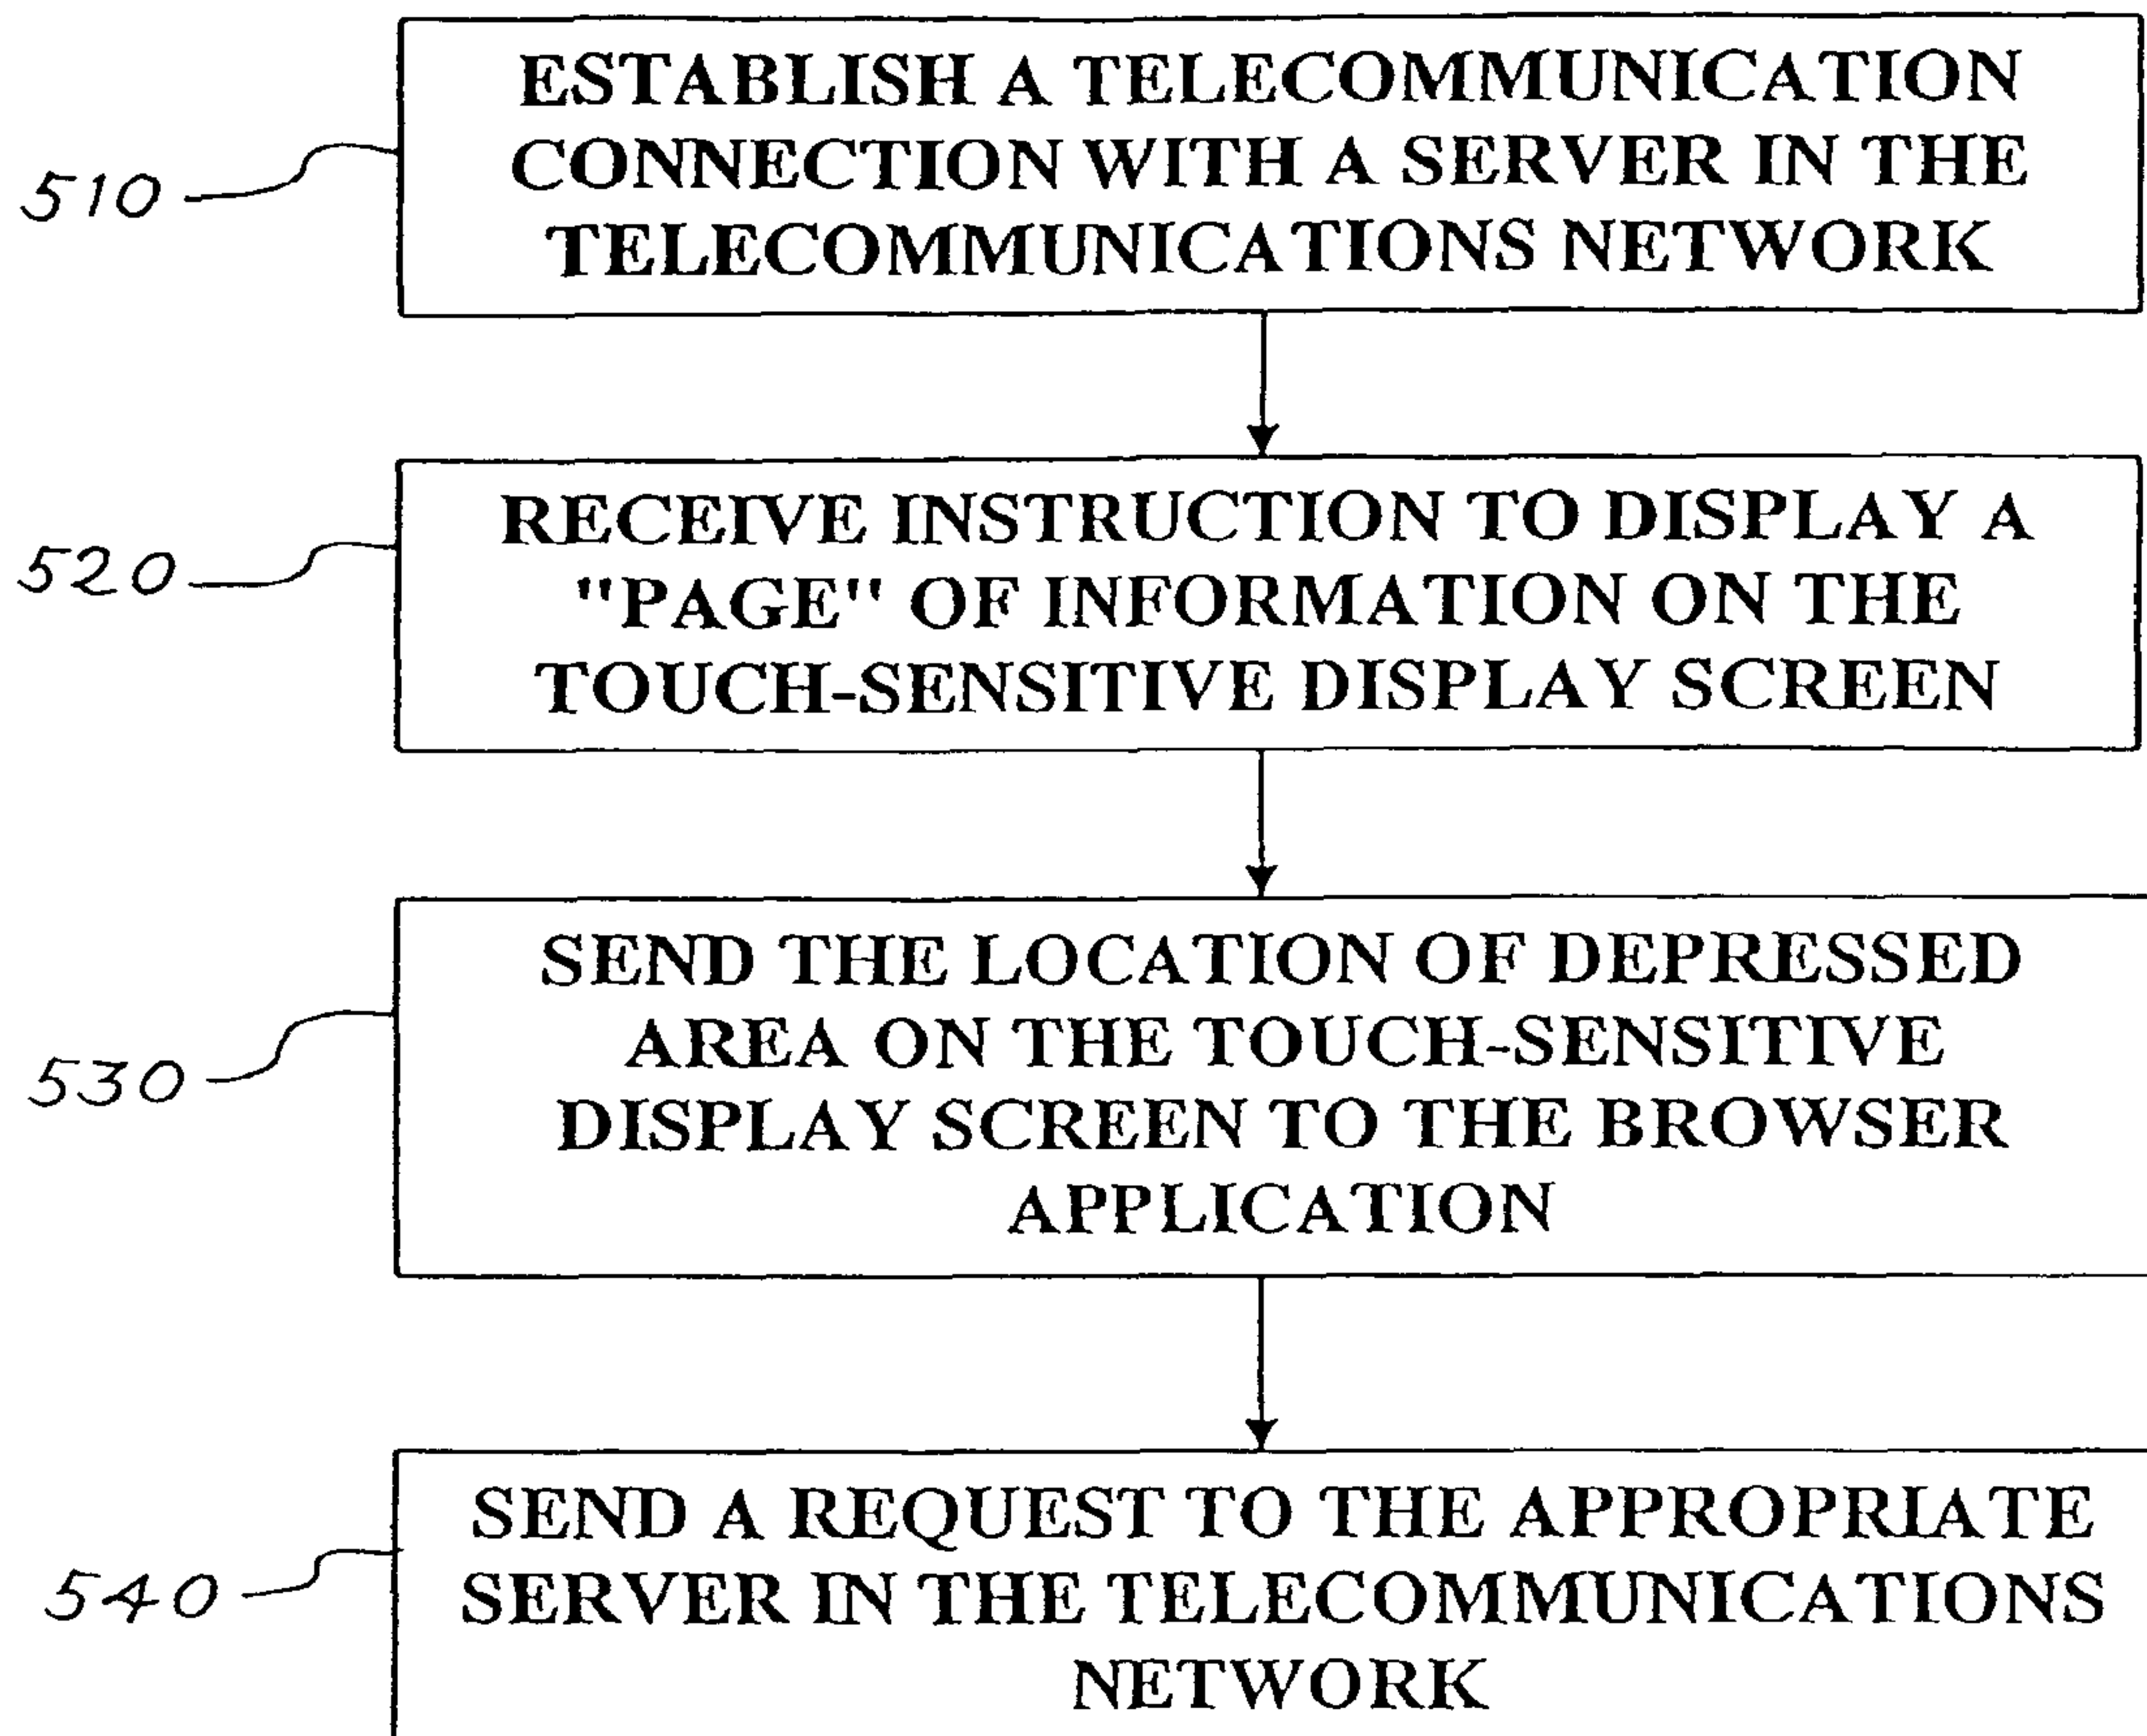 ESTABLISH A TELECOMMUNICATION
CONNECTION WITH A SERVER IN THE
TELECOMMUNICATIONS NETWORK
510
RECEIVE INSTRUCTION TO DISPLAY A
"PAGE" OF INFORMATION ON THE
TOUCH-SENSITIVE DISPLAY SCREEN
520
SEND THE LOCATION OF DEPRESSED
AREA ON THE TOUCH-SENSITIVE
DISPLAY SCREEN TO THE BROWSER
APPLICATION
530
SEND A REQUEST TO THE APPROPRIATE
SERVER IN THE TELECOMMUNICATIONS
NETWORK
540